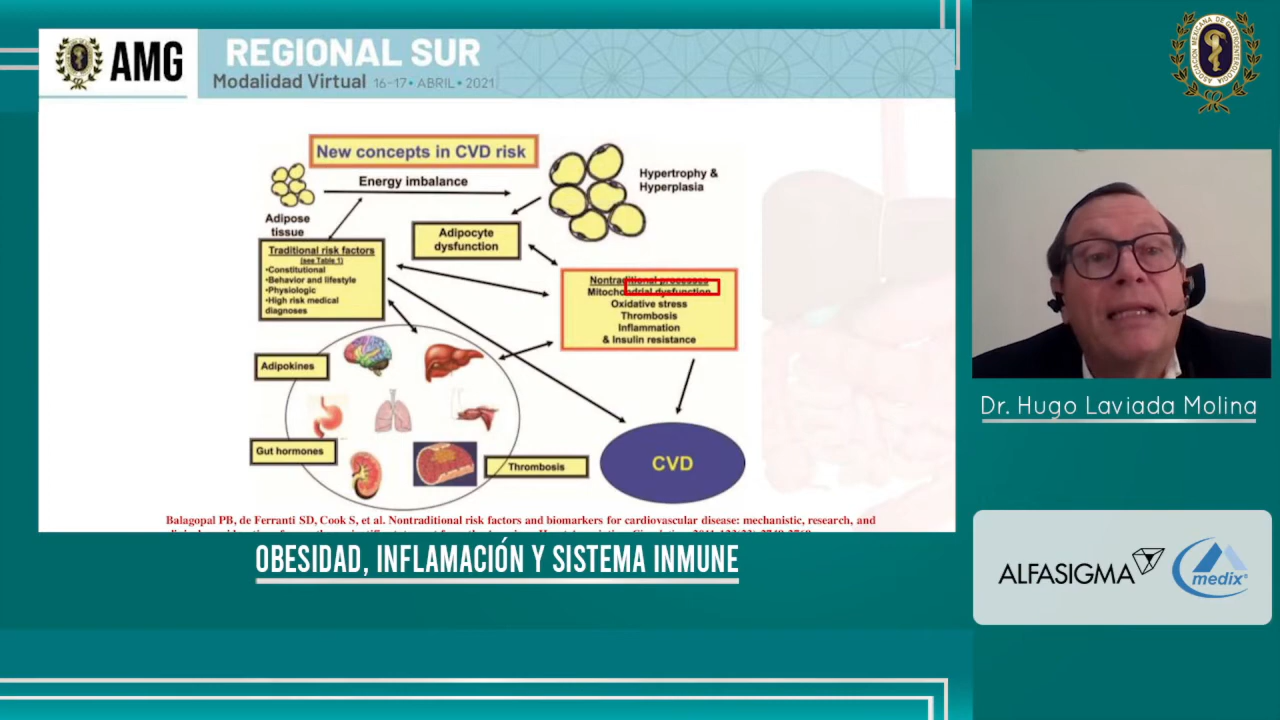 AMG
REGIONAL SUR
Modalidad Virtual 16-17 • ABRIL • 2021
ASOCIACION MEXICANA DE GASTROENTEROLOGIA
New concepts in CVD risk
Energy imbalance
Hypertrophy &
Hyperplasia
Adipose
tissue
Adipocyte
dysfunction
Traditional risk factors
(see Table 1)
•Constitutional
•Behavior and lifestyle
•Physiologic
•High risk medical
diagnoses
Nontraditional processes
Mitochondrial dysfunction
Oxidative stress
Thrombosis
Inflammation
& Insulin resistance
Adipokines
Gut hormones
Thrombosis
CVD
Balagopal PB, de Ferranti SD, Cook S, et al. Nontraditional risk factors and biomarkers for cardiovascular disease: mechanistic, research, and
OBESIDAD, INFLAMACIÓN Y SISTEMA INMUNE
Dr. Hugo Laviada Molina
ALFASIGMA
medix®